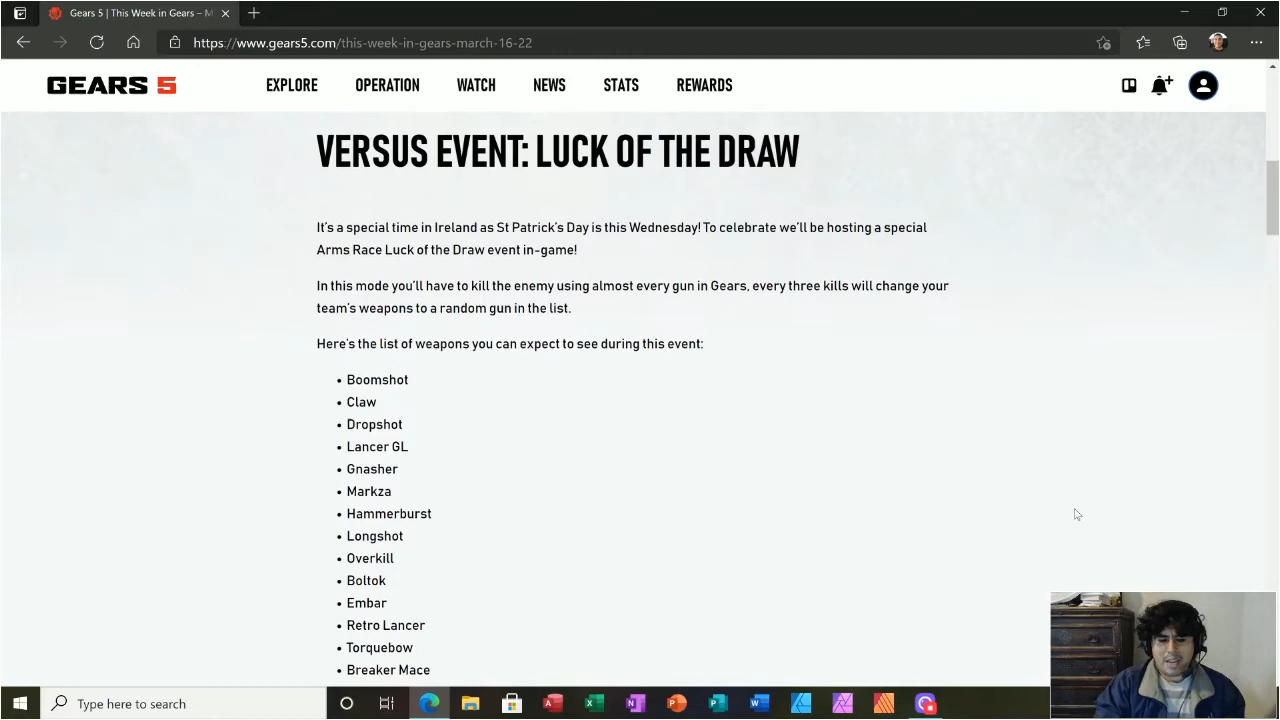 Gears 5 | This Week in Gears – M
https://www.gears5.com/this-week-in-gears-march-16-22
GEARS 5 EXPLORE OPERATION WATCH NEWS STATS REWARDS
VERSUS EVENT: LUCK OF THE DRAW
It's a special time in Ireland as St Patrick's Day is this Wednesday! To celebrate we'll be hosting a special
Arms Race Luck of the Draw event in-game!
In this mode you'll have to kill the enemy using almost every gun in Gears, every three kills will change your
team's weapons to a random gun in the list.
Here's the list of weapons you can expect to see during this event:
• Boomshot
• Claw
• Dropshot
• Lancer GL
• Gnasher
• Markza
• Hammerburst
• Longshot
• Overkill
• Boltok
• Embar
• Retro Lancer
• Torquebow
• Breaker Mace
Type here to search